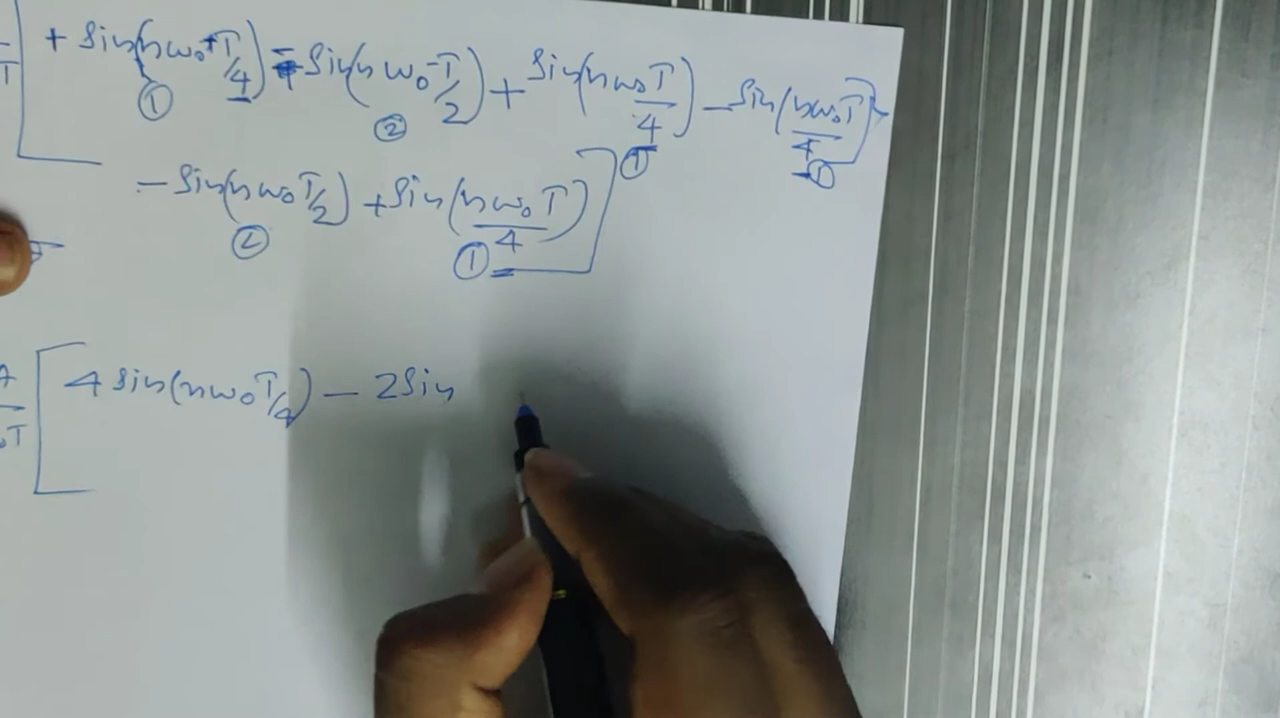 T + Sin(nω₀T/4) - Sin(nω₀T/2) + Sin(nω₀T/4) - Sin(nω₀T/4)
① ② ① ①
- Sin(nω₀T/2) + Sin(nω₀T/4)]
② ①
A/ω₀T [4 Sin(nω₀T/4) - 2 Sin